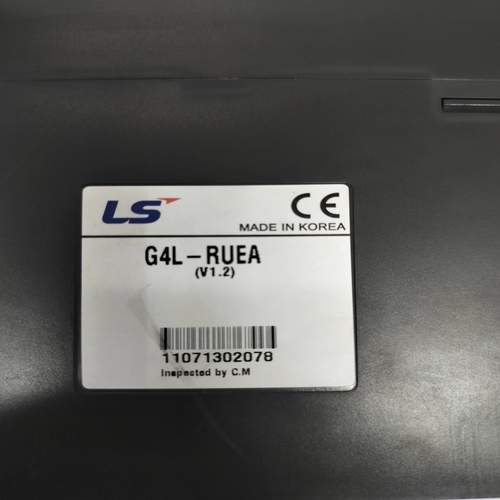 LS
CE
MADE IN KOREA
G4L-RUEA
(V1.2)
11071302078
Inspected by C.M